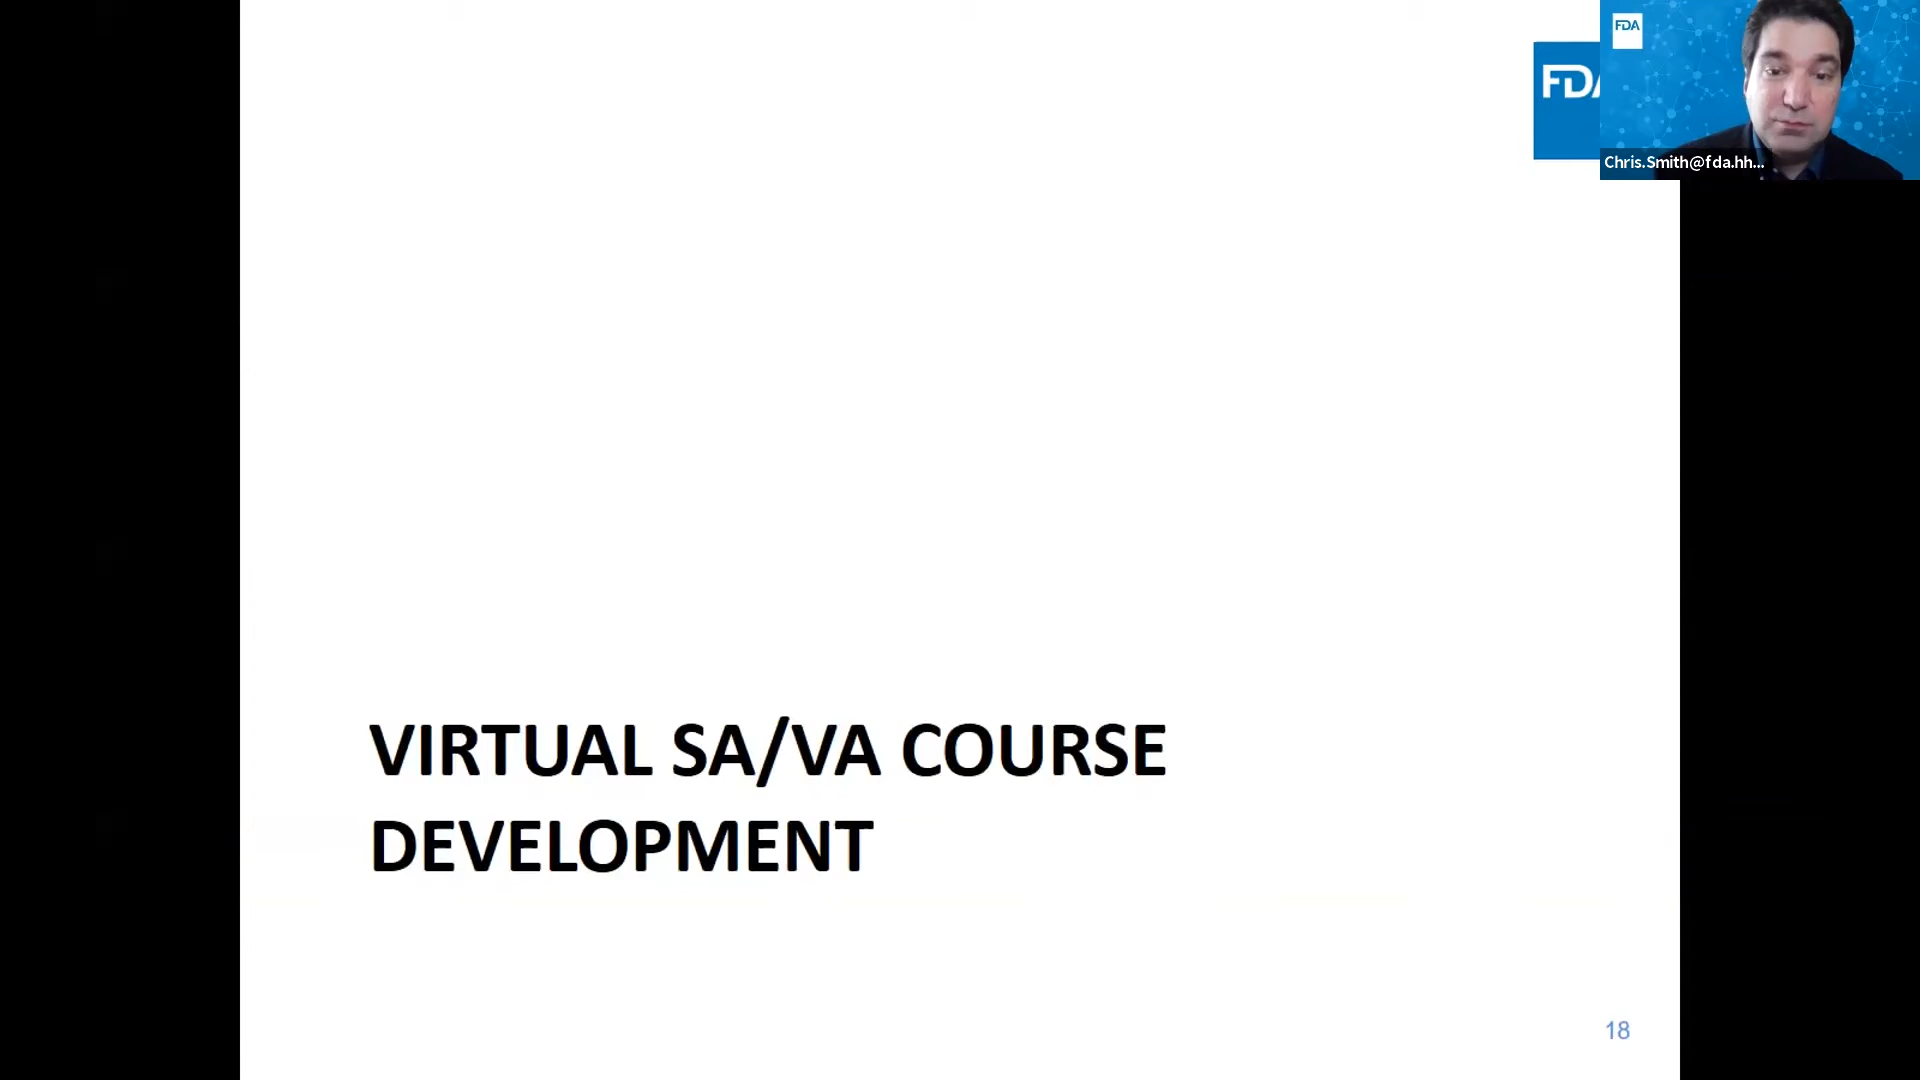 FDA
FDA
Chris.Smith@fda.hh...
VIRTUAL SA/VA COURSE
DEVELOPMENT
18